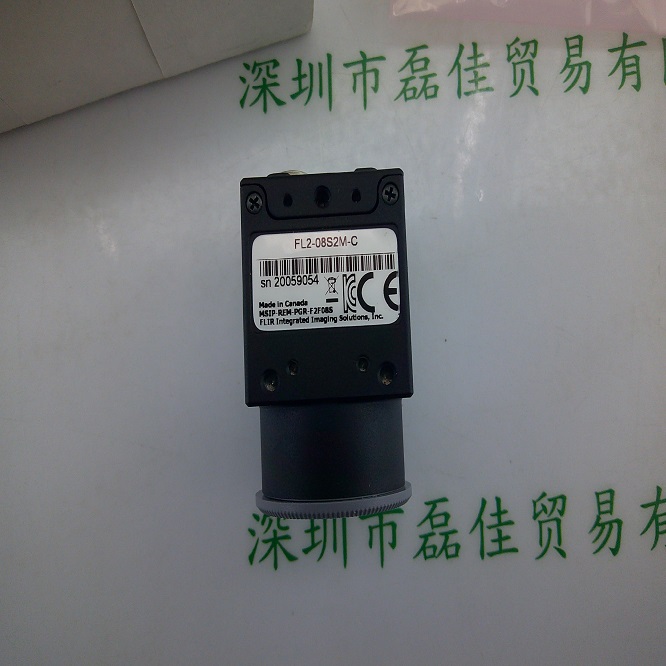 深圳市磊佳贸易有
FL2-08S2M-C
sn 20059054
CE
Made in Canada
MSIP-REM-PGR-F2F08S
FLIR Integrated Imaging Solutions, Inc.
深圳市磊佳贸易有